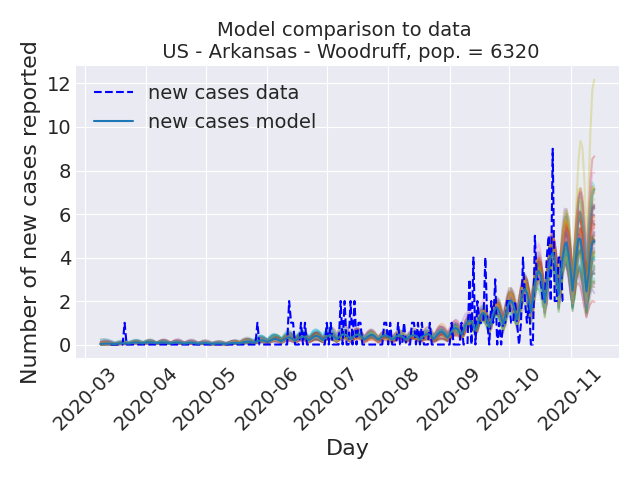 Model comparison to data
US - Arkansas - Woodruff, pop. = 6320
Number of new cases reported
12
10
8
6
4
2
0
new cases data
new cases model
2020-03
2020-04
2020-05
2020-06
2020-07
2020-08
2020-09
2020-10
2020-11
Day